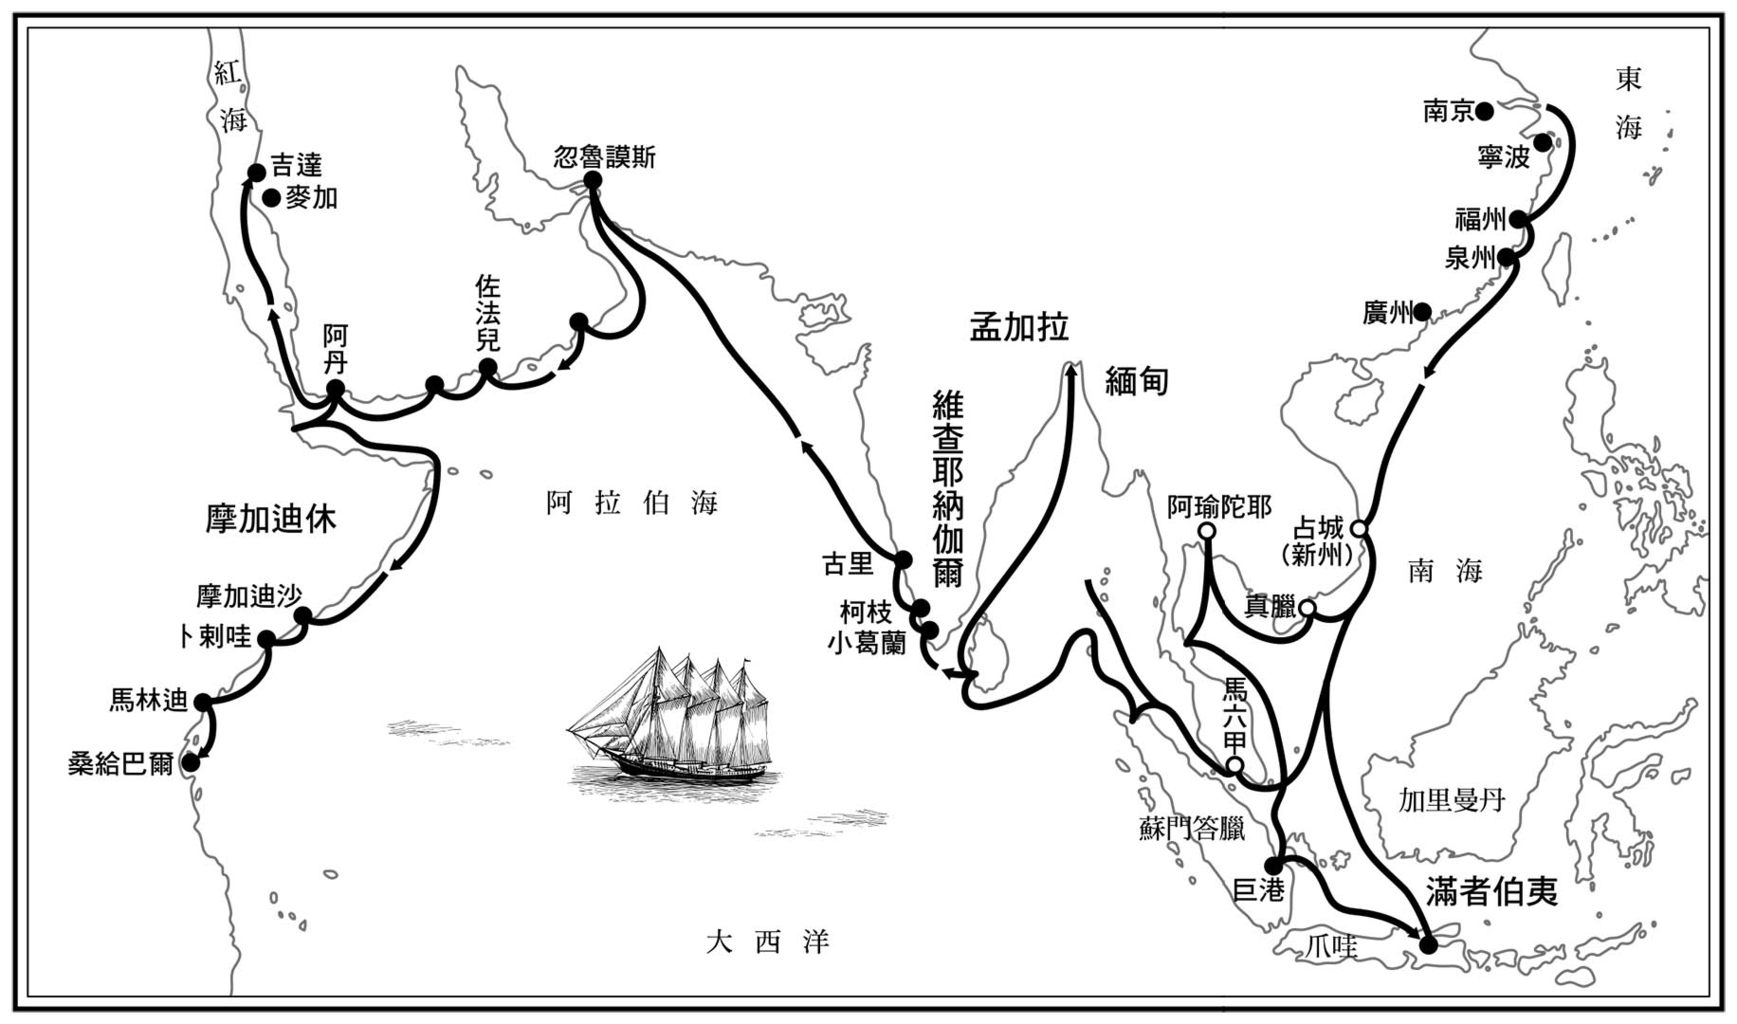 紅海
東海
南京
寧波
忽魯謨斯
吉達
麥加
福州
泉州
佐法兒
廣州
阿丹
孟加拉
緬甸
維查耶納伽爾
阿拉伯海
摩加迪休
阿瑜陀耶
占城
（新州）
南海
古里
摩加迪沙
真臘
柯枝
卜剌哇
小葛蘭
馬林迪
馬六甲
桑給巴爾
加里曼丹
蘇門答臘
巨港
滿者伯夷
大西洋
爪哇